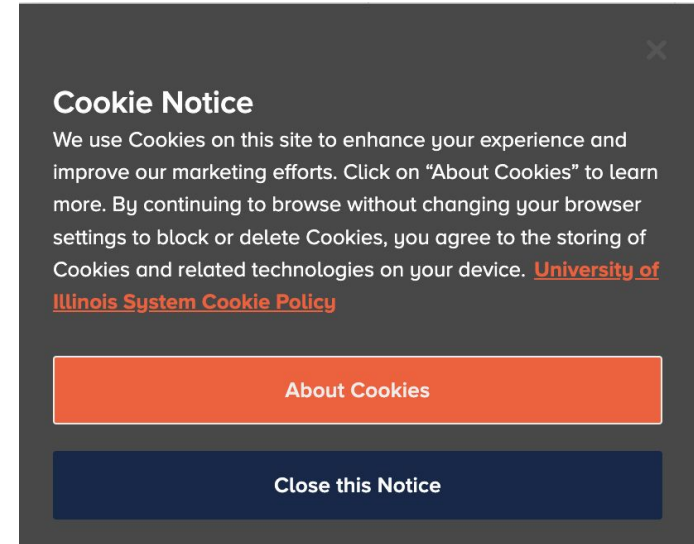 Cookie Notice
We use Cookies on this site to enhance your experience and
improve our marketing efforts. Click on “About Cookies” to learn
more. By continuing to browse without changing your browser
settings to block or delete Cookies, you agree to the storing of
Cookies and related technologies on your device. University of
Illinois System Cookie Policy
About Cookies
Close this Notice